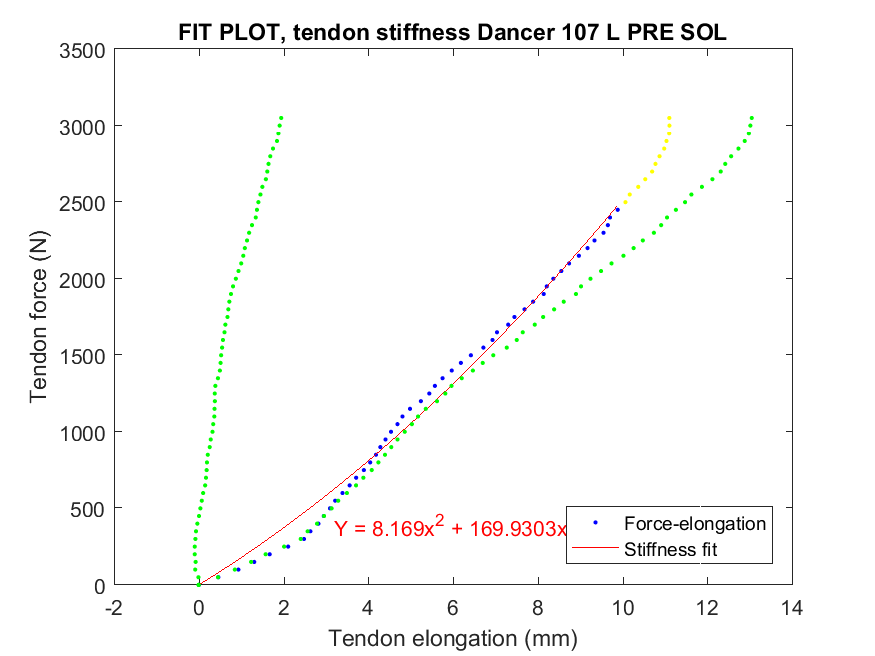 FIT PLOT, tendon stiffness Dancer 107 L PRE SOL
3500
3000
2500
2000
1500
1000
500
0
Tendon force (N)
Y = 8.169x² + 169.9303x
Force-elongation
Stiffness fit
-2 0 2 4 6 8 10 12 14
Tendon elongation (mm)